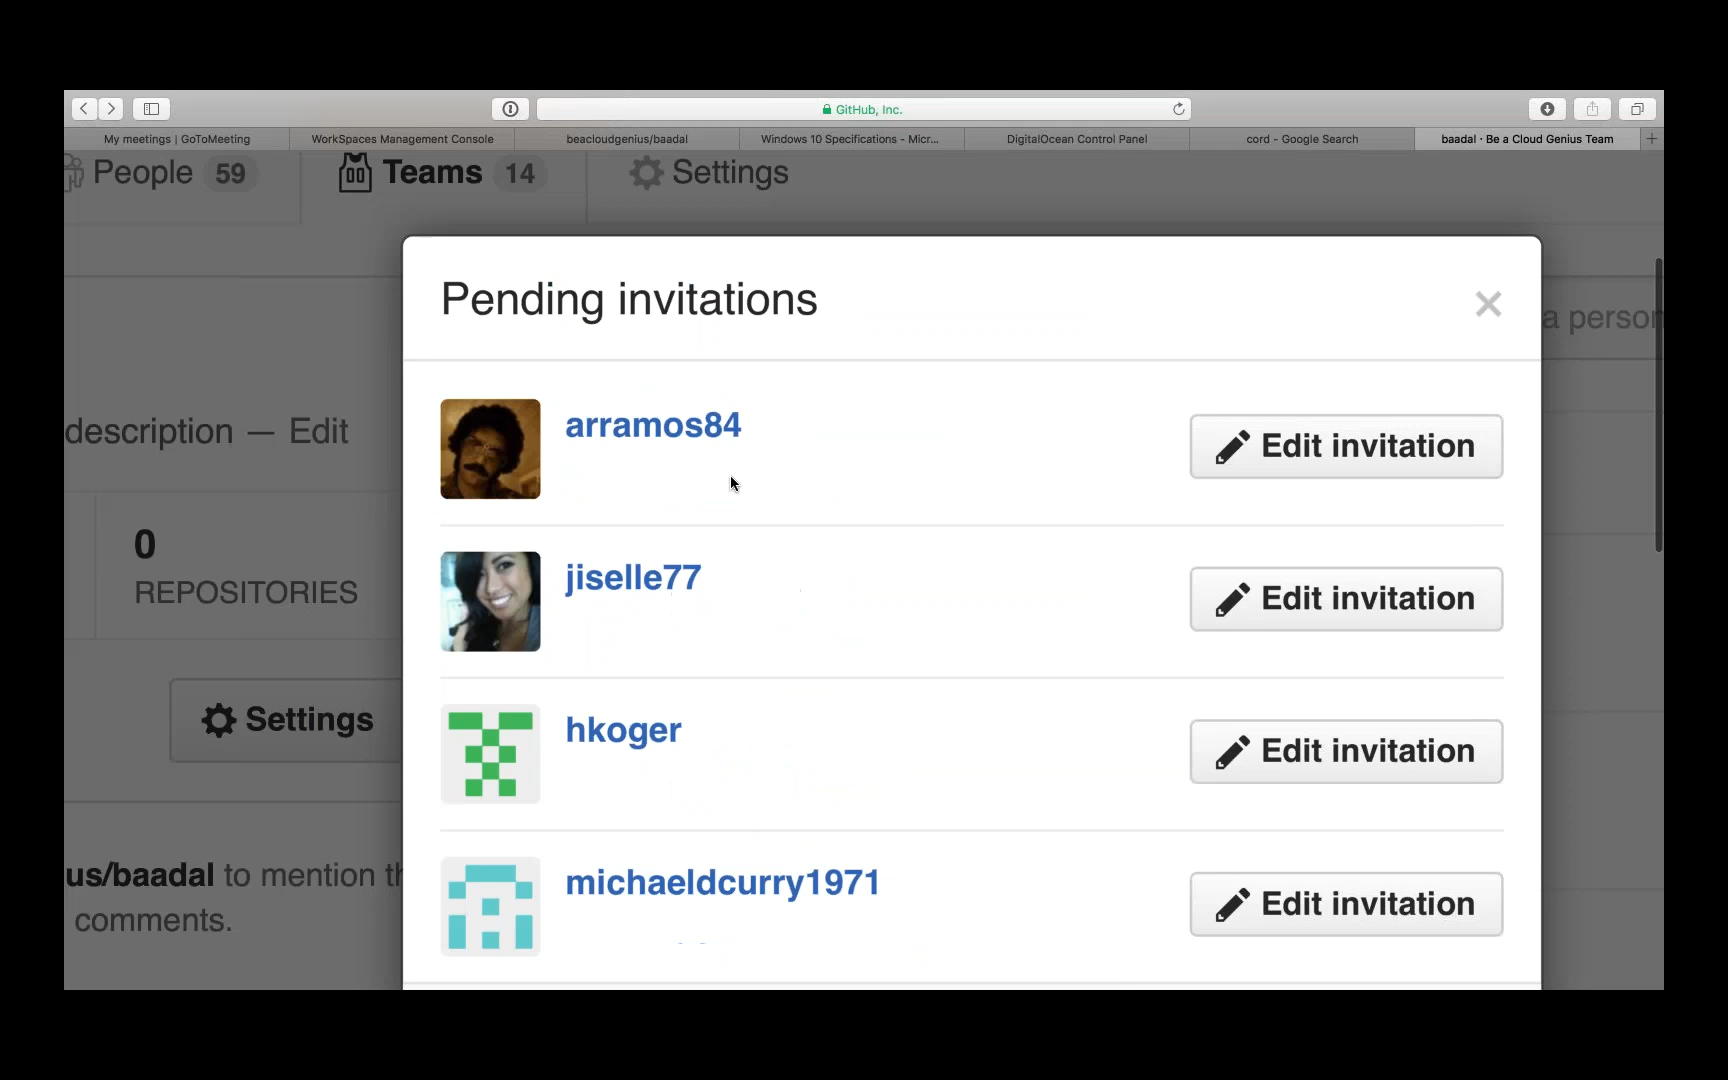 GitHub, Inc.
My meetings | GoToMeeting
WorkSpaces Management Console
beacloudgenius/baadal
Windows 10 Specifications - Micr...
DigitalOcean Control Panel
cord - Google Search
baadal · Be a Cloud Genius Team
People 59
Teams 14
Settings
Pending invitations
a person
arramos84
Edit invitation
description — Edit
0
REPOSITORIES
jiselle77
Edit invitation
Settings
hkoger
Edit invitation
us/baadal to mention th
comments.
michaeldcurry1971
Edit invitation